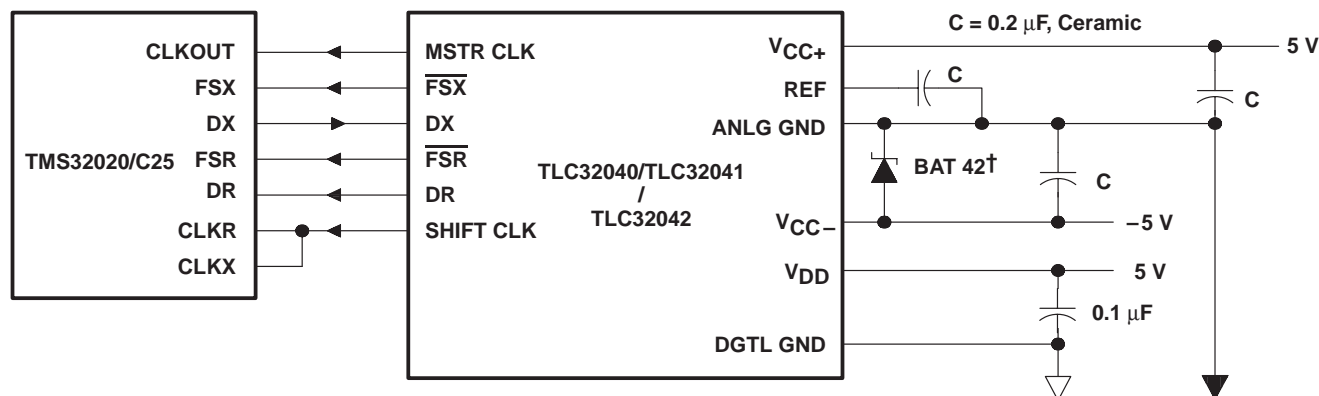 C = 0.2 μF, Ceramic
CLKOUT
MSTR CLK
VCC+
5 V
FSX
FSX
REF
C
C
DX
DX
ANLG GND
TMS32020/C25
FSR
FSR
TLC32040/TLC32041
/
TLC32042
BAT 42†
C
DR
DR
CLKR
SHIFT CLK
VCC−
−5 V
CLKX
VDD
5 V
0.1 μF
DGTL GND